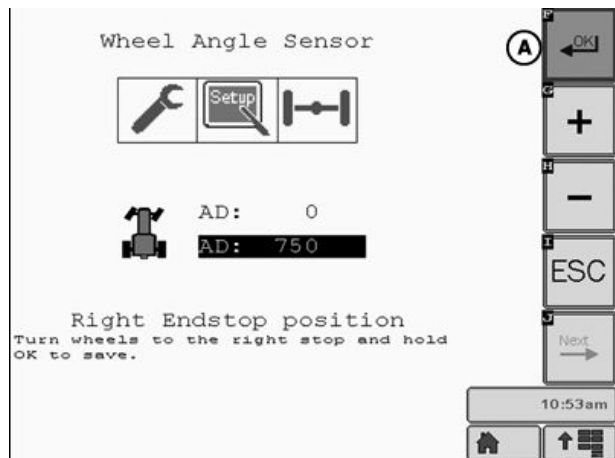 Wheel Angle Sensor
A
F
OK
Setup
G
+
H
−
AD: 0
AD: 750
I
ESC
Right Endstop position
Turn wheels to the right stop and hold
OK to save.
J
Next
10:53am